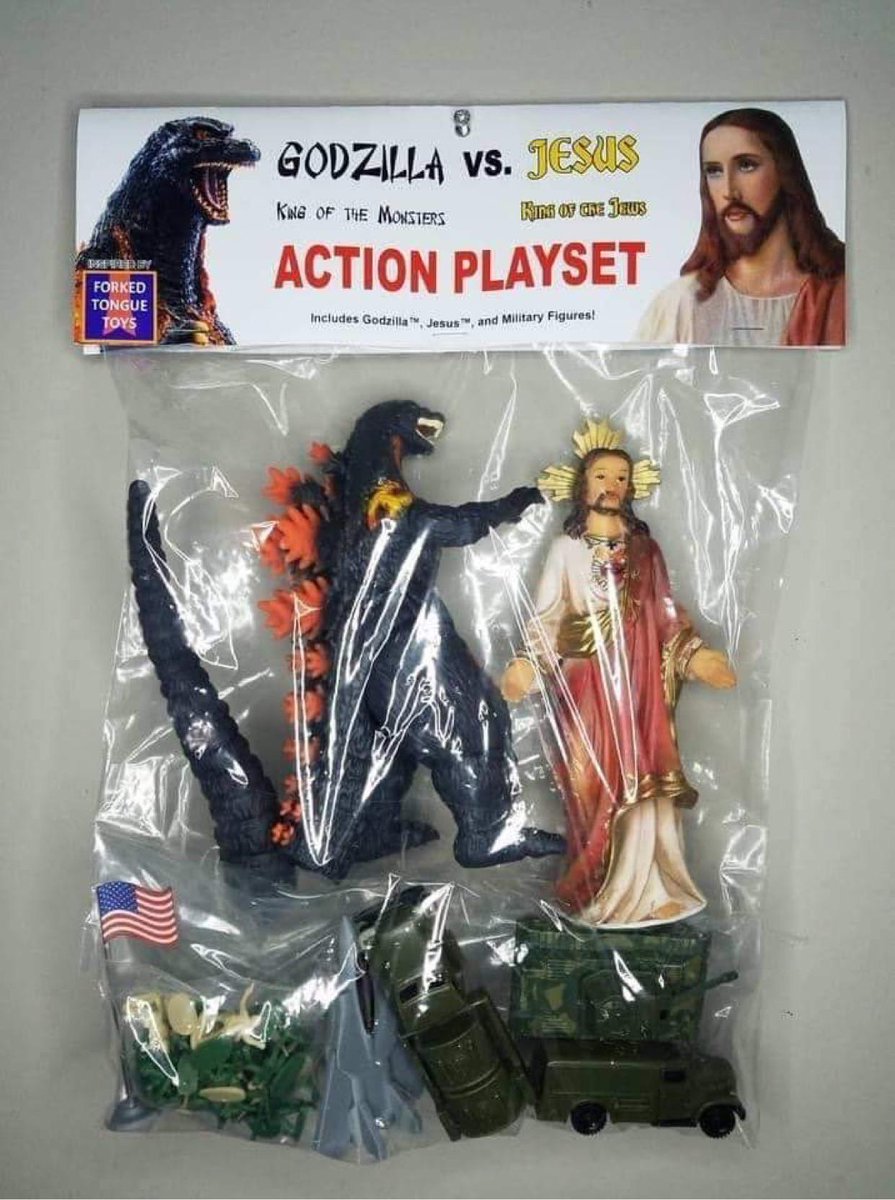 GODZILLA VS. JESUS
KING OF THE MONSTERS KING OF THE JEWS
ACTION PLAYSET
Includes Godzilla™, Jesus™, and Military Figures!
INSPIRED BY
FORKED
TONGUE
TOYS